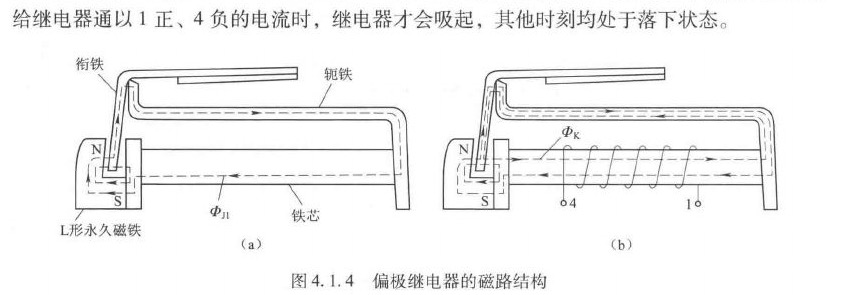 给继电器通以1正、4负的电流时，继电器才会吸起，其他时刻均处于落下状态。
衔铁
轭铁
N
S
Φ_J1
铁芯
L形永久磁铁
(a)
N
S
Φ_K
4
1
(b)
图4.1.4 偏极继电器的磁路结构